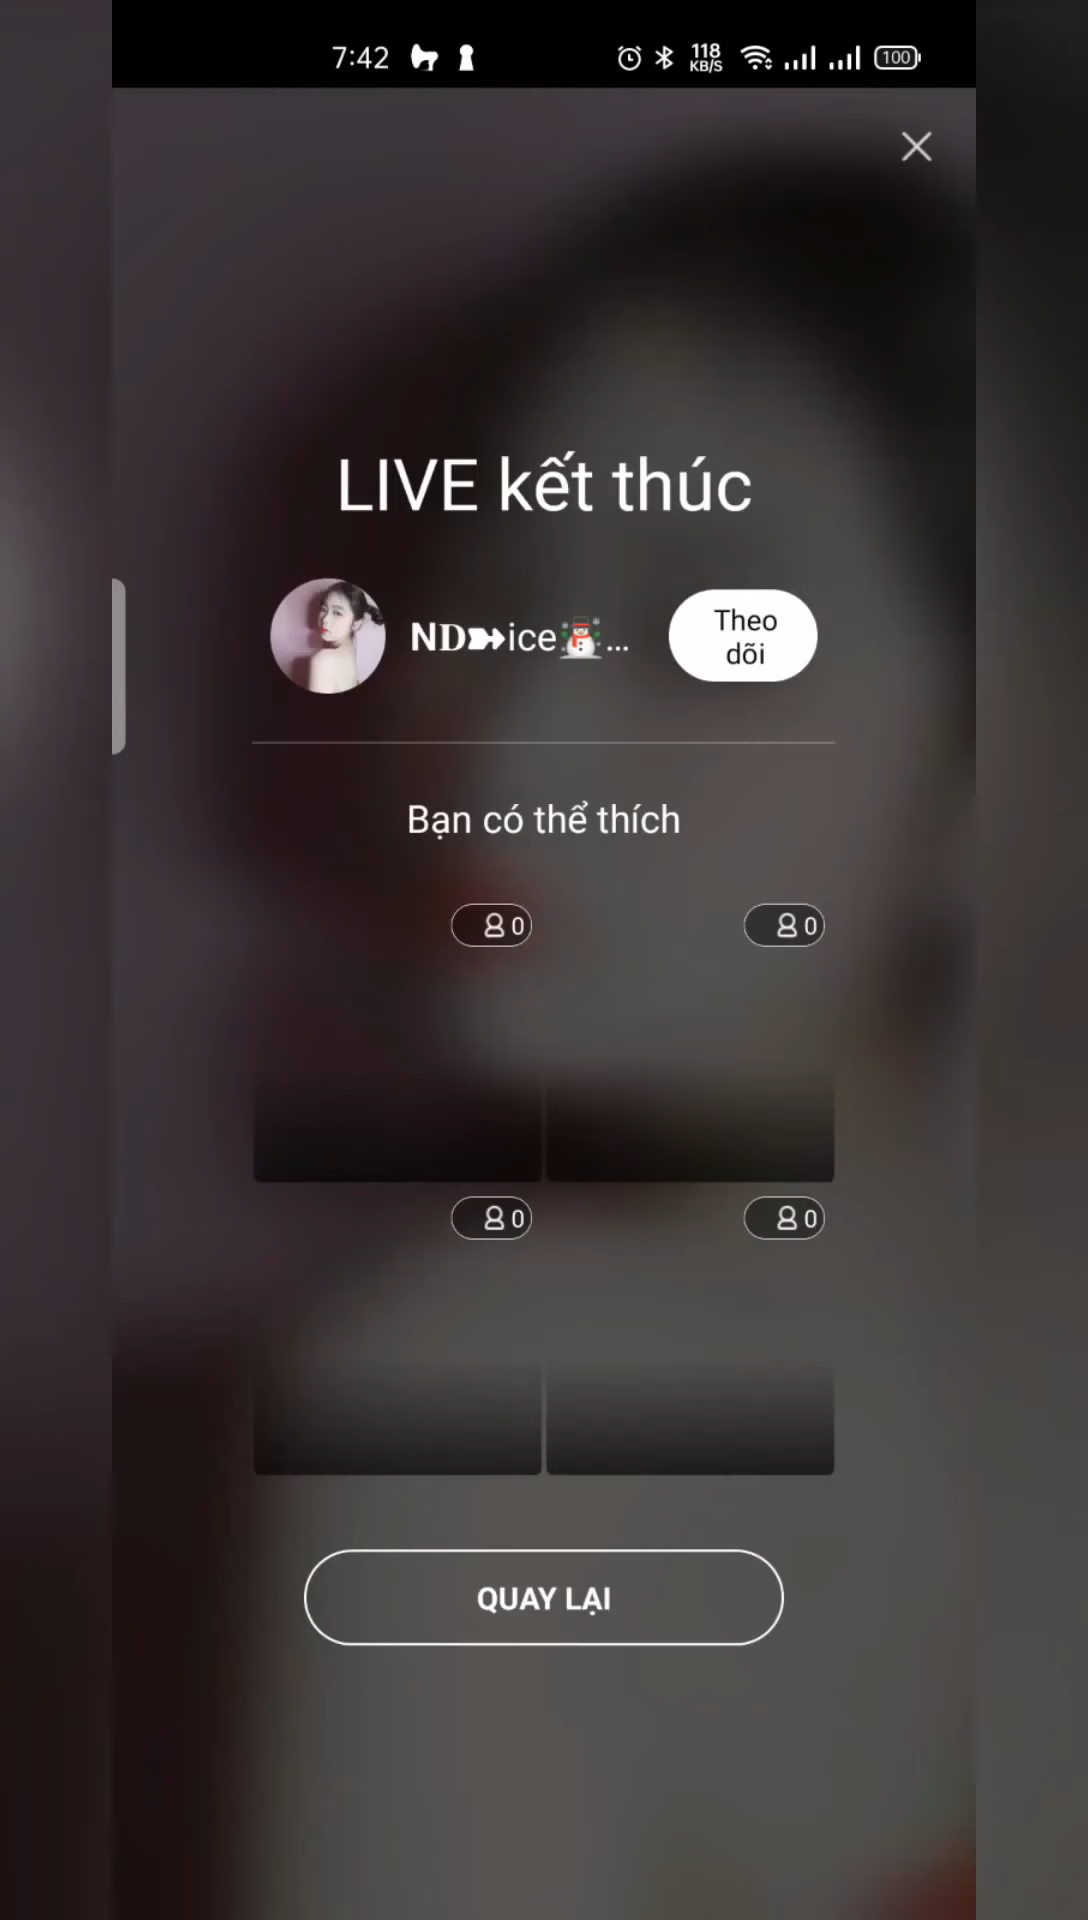 7:42 118 KB/S 100
LIVE kết thúc
ND➽ice☃️...
Theo
dõi
Bạn có thể thích
0 0
0 0
QUAY LẠI